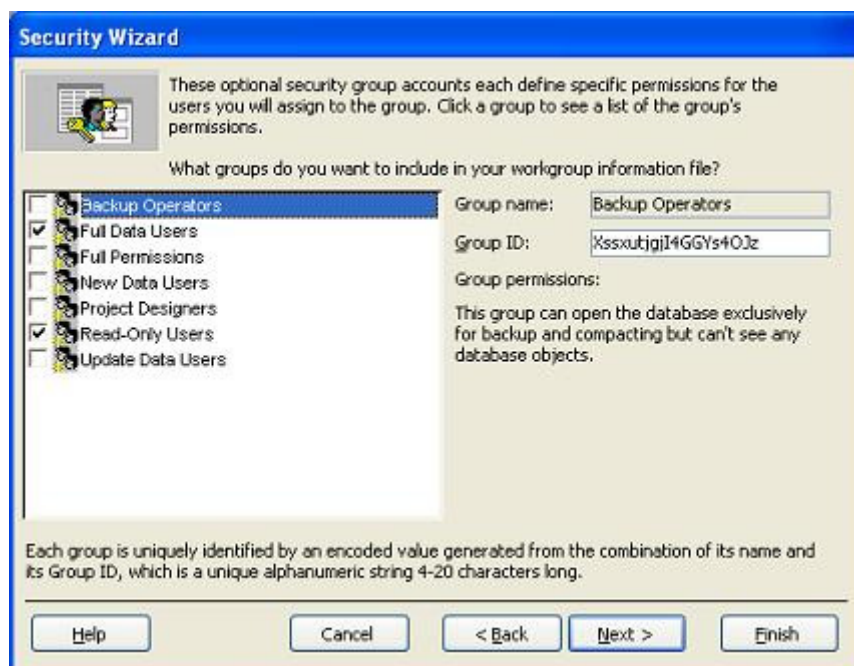 Security Wizard
These optional security group accounts each define specific permissions for the
users you will assign to the group. Click a group to see a list of the group's
permissions.
What groups do you want to include in your workgroup information file?
Backup Operators
Full Data Users
Full Permissions
New Data Users
Project Designers
Read-Only Users
Update Data Users
Group name: Backup Operators
Group ID: XssxutjgjI4GGYs4OJz
Group permissions:
This group can open the database exclusively
for backup and compacting but can't see any
database objects.
Each group is uniquely identified by an encoded value generated from the combination of its name and
its Group ID, which is a unique alphanumeric string 4-20 characters long.
Help Cancel < Back Next > Finish